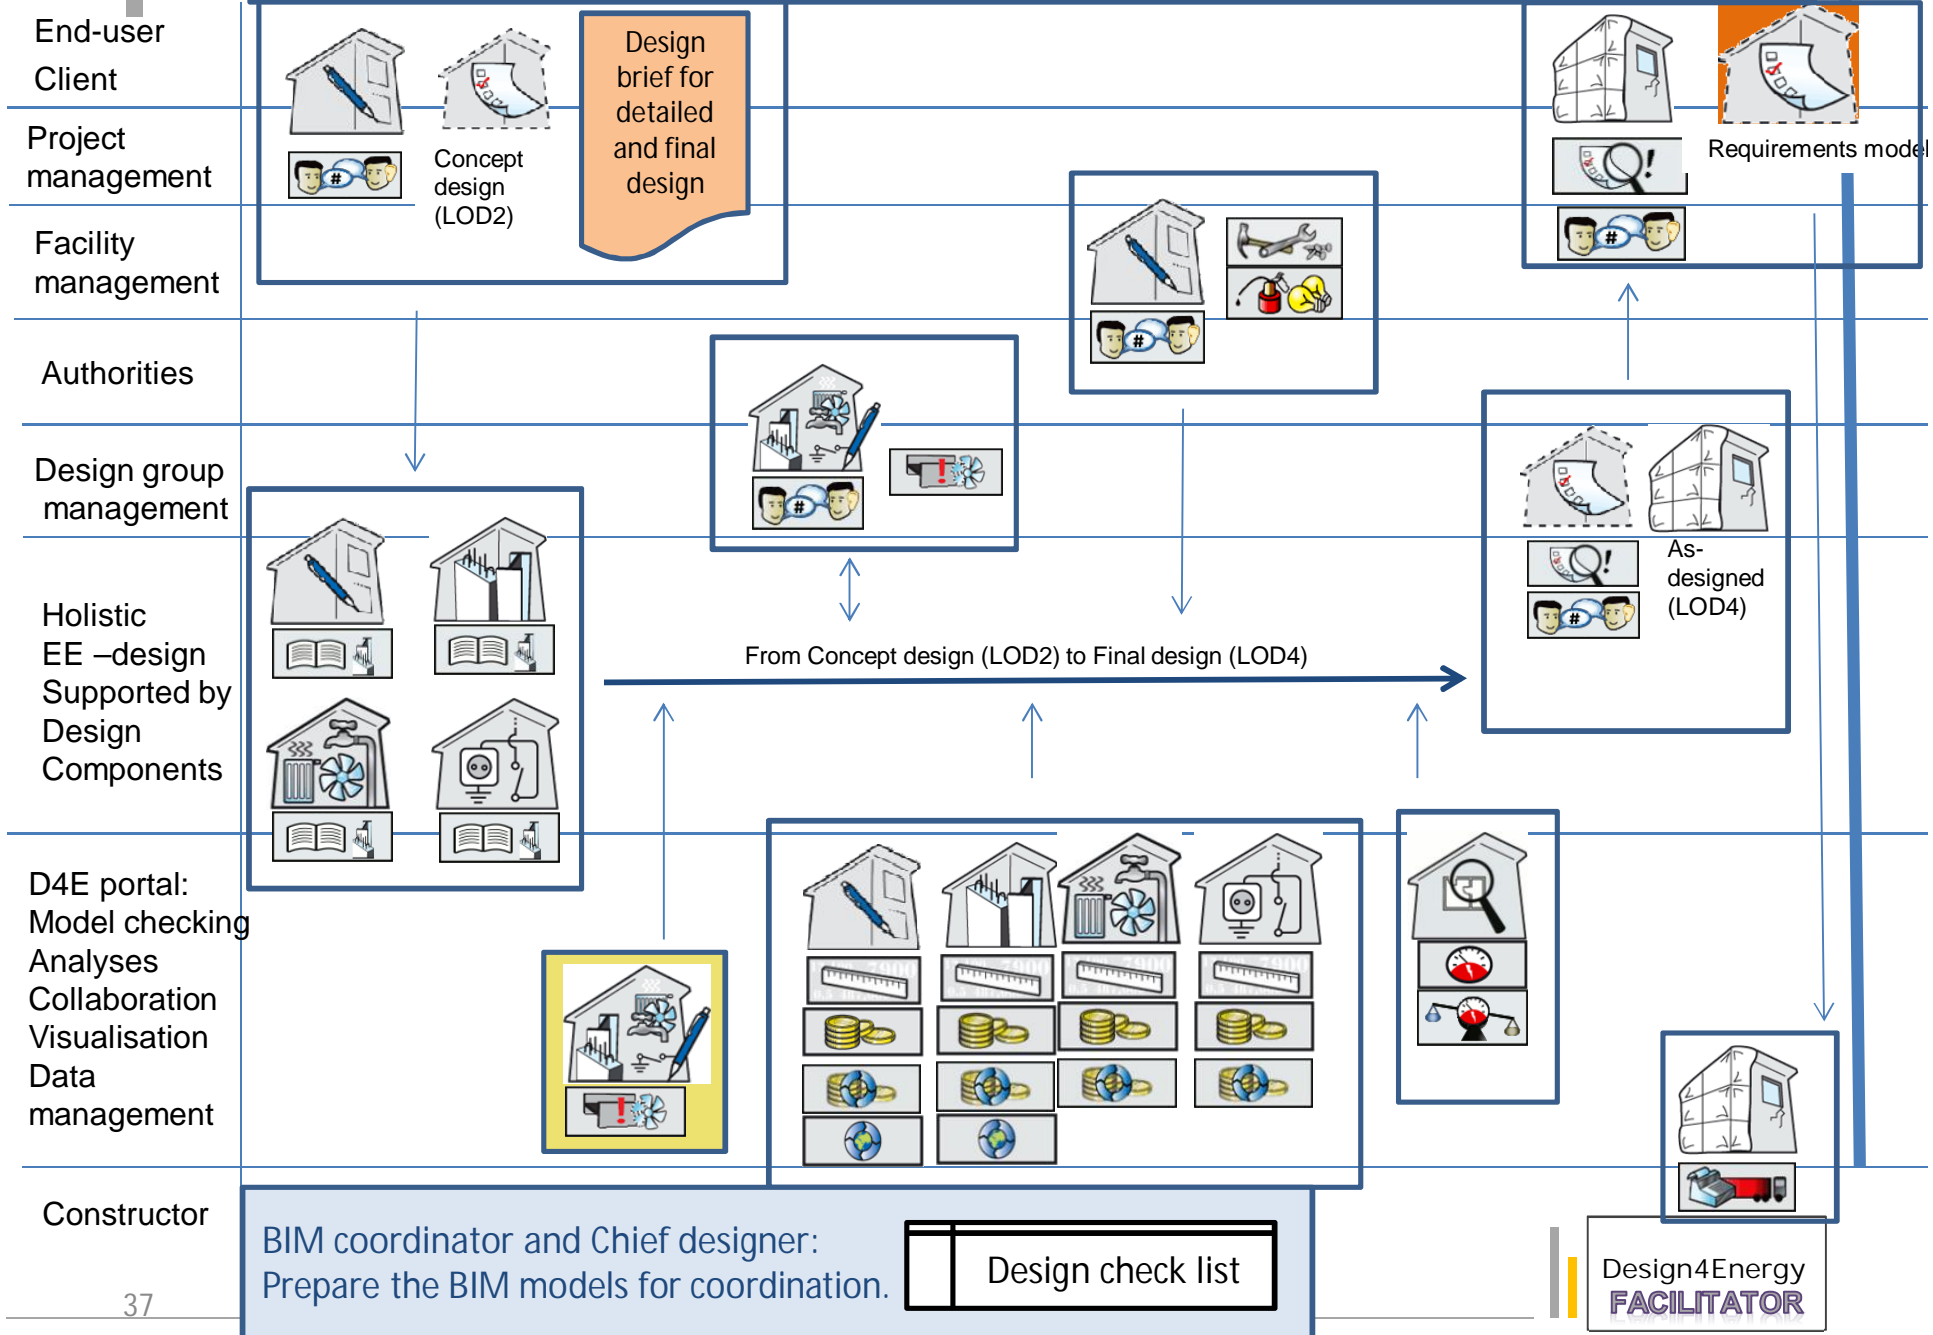 End-user
Client
Project
management
Facility
management
Authorities
Design group
management
Holistic
EE –design
Supported by
Design
Components
D4E portal:
Model checking
Analyses
Collaboration
Visualisation
Data
management
Constructor
Concept
design
(LOD2)
Design
brief for
detailed
and final
design
Requirements model
#
#
#
#
#
!
!
!
!
As-
designed
(LOD4)
From Concept design (LOD2) to Final design (LOD4)
BIM coordinator and Chief designer:
Prepare the BIM models for coordination.
Design check list
Design4Energy
FACILITATOR
37